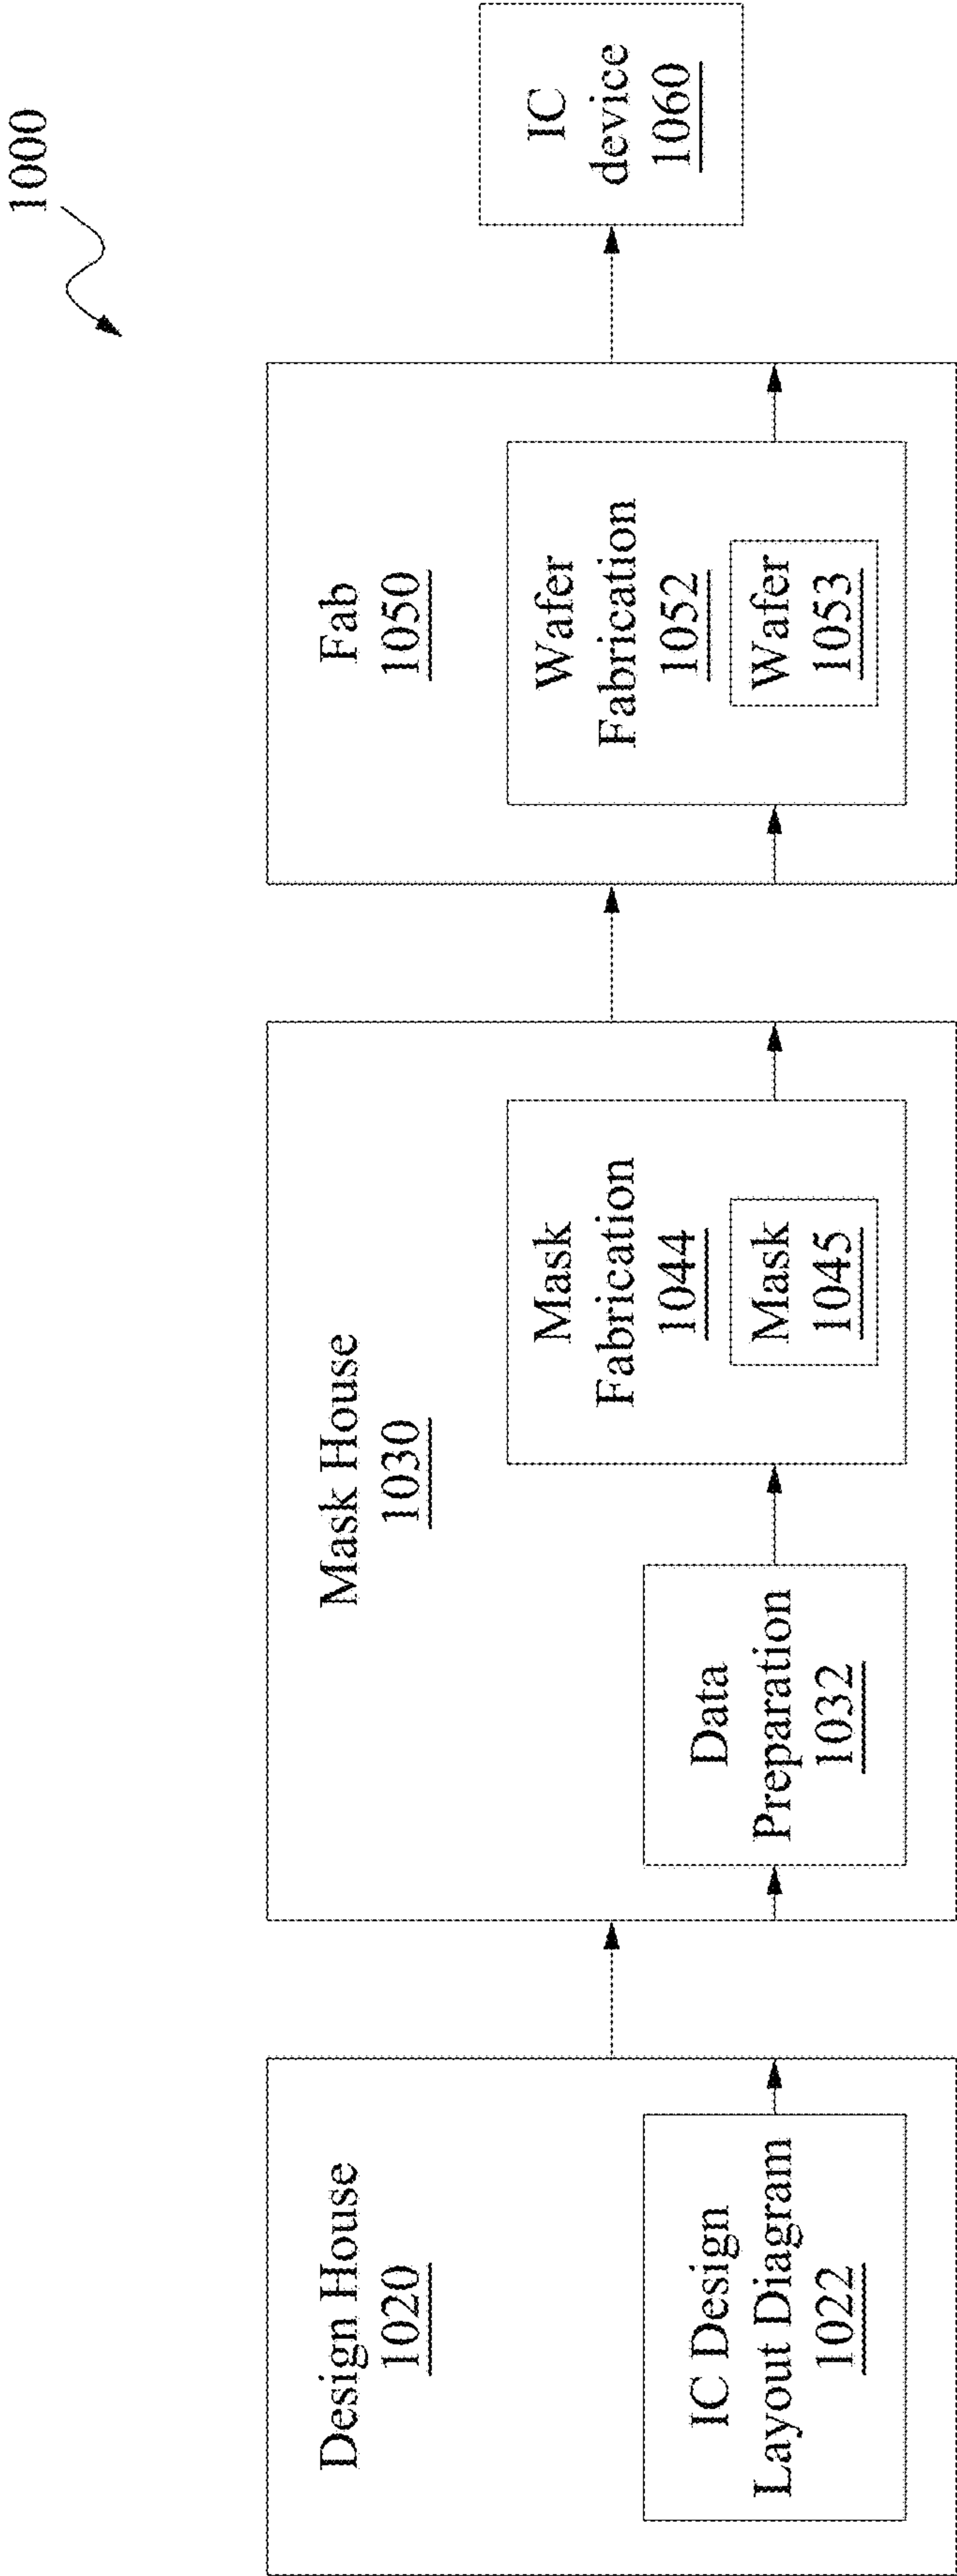 1000
Design House
1020
IC Design
Layout Diagram
1022
Mask House
1030
Data
Preparation
1032
Mask
Fabrication
1044
Mask
1045
Fab
1050
Wafer
Fabrication
1052
Wafer
1053
IC
device
1060